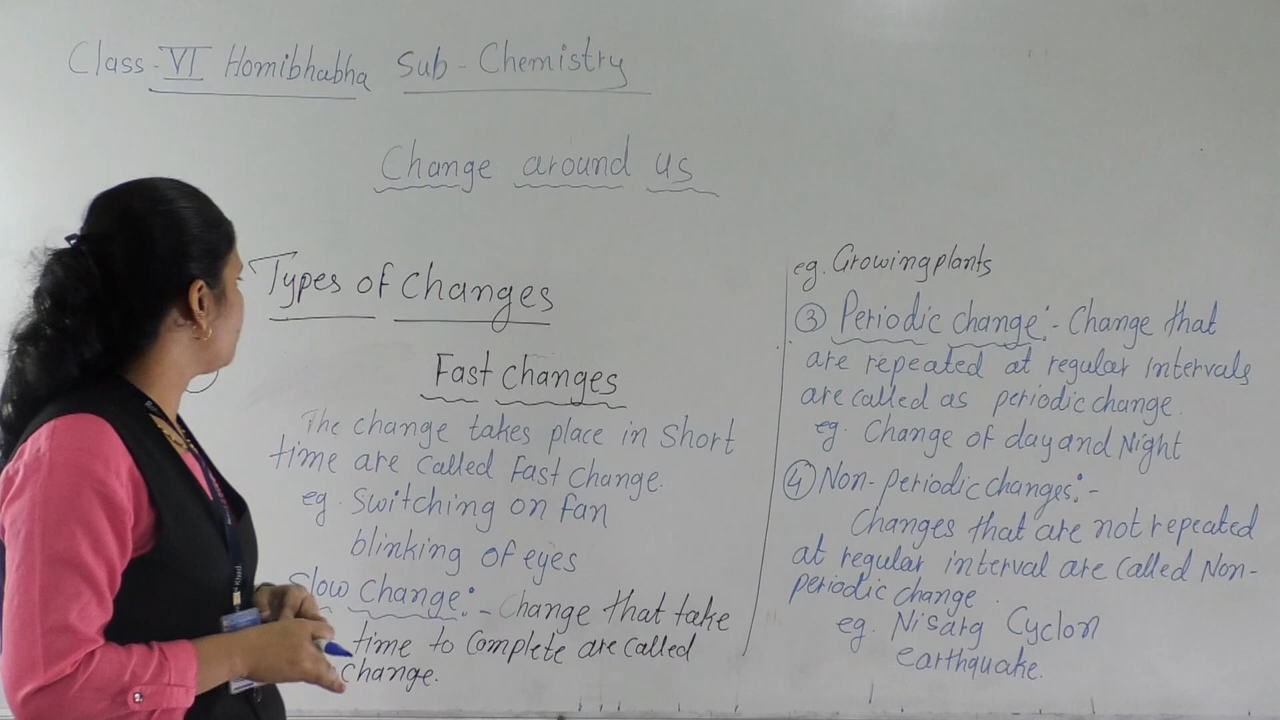 Class-VI Homibhabha Sub - Chemistry
Change around us
Types of changes
Fast changes
The change takes place in Short
time are called Fast Change.
eg. Switching on fan
blinking of eyes
Slow Change:- Change that take
time to Complete are called
change.
eg. Growing plants
③ Periodic change:- Change that
are repeated at regular Intervals
are called as periodic change.
eg. Change of day and Night
④ Non-periodic changes:-
Changes that are not repeated
at regular interval are Called Non-
periodic change.
eg. Nisarg Cyclon
earthquake.